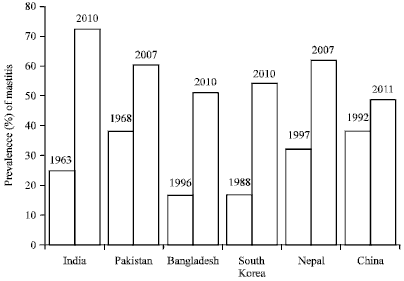 80
70
60
50
40
30
20
10
0
Prevalencce (%) of mastitis
1963
2010
1968
2007
1996
2010
1988
2010
1997
2007
1992
2011
India
Pakistan
Bangladesh
South
Korea
Nepal
China